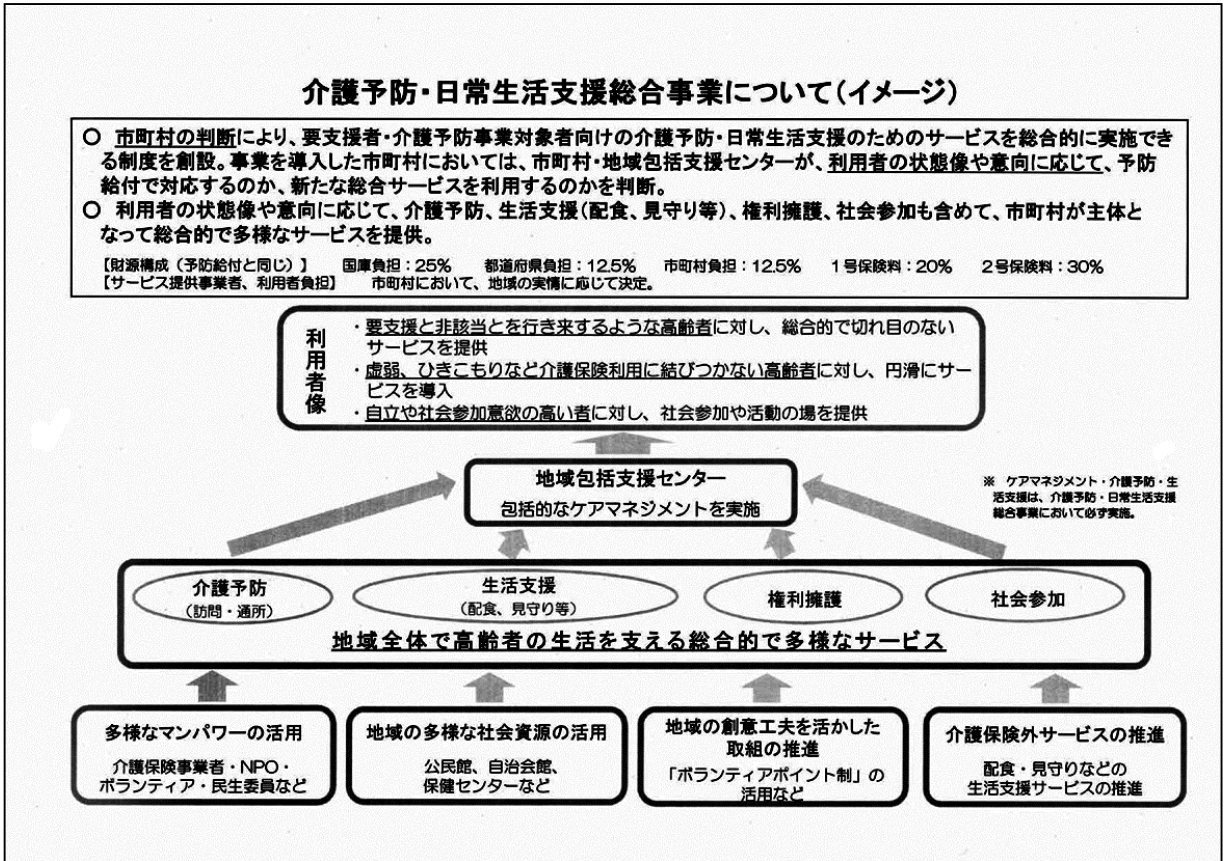 介護予防・日常生活支援総合事業について(イメージ)
○ 市町村の判断により、要支援者・介護予防事業対象者向けの介護予防・日常生活支援のためのサービスを総合的に実施でき
る制度を創設。事業を導入した市町村においては、市町村・地域包括支援センターが、利用者の状態像や意向に応じて、予防
給付で対応するのか、新たな総合サービスを利用するのかを判断。
○ 利用者の状態像や意向に応じて、介護予防、生活支援(配食、見守り等)、権利擁護、社会参加も含めて、市町村が主体と
なって総合的で多様なサービスを提供。
【財源構成(予防給付と同じ)】 国庫負担:25% 都道府県負担:12.5% 市町村負担:12.5% 1号保険料:20% 2号保険料:30%
【サービス提供事業者、利用者負担】 市町村において、地域の実情に応じて決定。
利用者像
・要支援と非該当とを行き来するような高齢者に対し、総合的で切れ目のない
サービスを提供
・虚弱、ひきこもりなど介護保険利用に結びつかない高齢者に対し、円滑にサー
ビスを導入
・自立や社会参加意欲の高い者に対し、社会参加や活動の場を提供
地域包括支援センター
包括的なケアマネジメントを実施
※ ケアマネジメント・介護予防・生
活支援は、介護予防・日常生活支援
総合事業において必ず実施。
介護予防
(訪問・通所)
生活支援
(配食、見守り等)
権利擁護
社会参加
地域全体で高齢者の生活を支える総合的で多様なサービス
多様なマンパワーの活用
介護保険事業者・NPO・
ボランティア・民生委員など
地域の多様な社会資源の活用
公民館、自治会館、
保健センターなど
地域の創意工夫を活かした
取組の推進
「ボランティアポイント制」の
活用など
介護保険外サービスの推進
配食・見守りなどの
生活支援サービスの推進